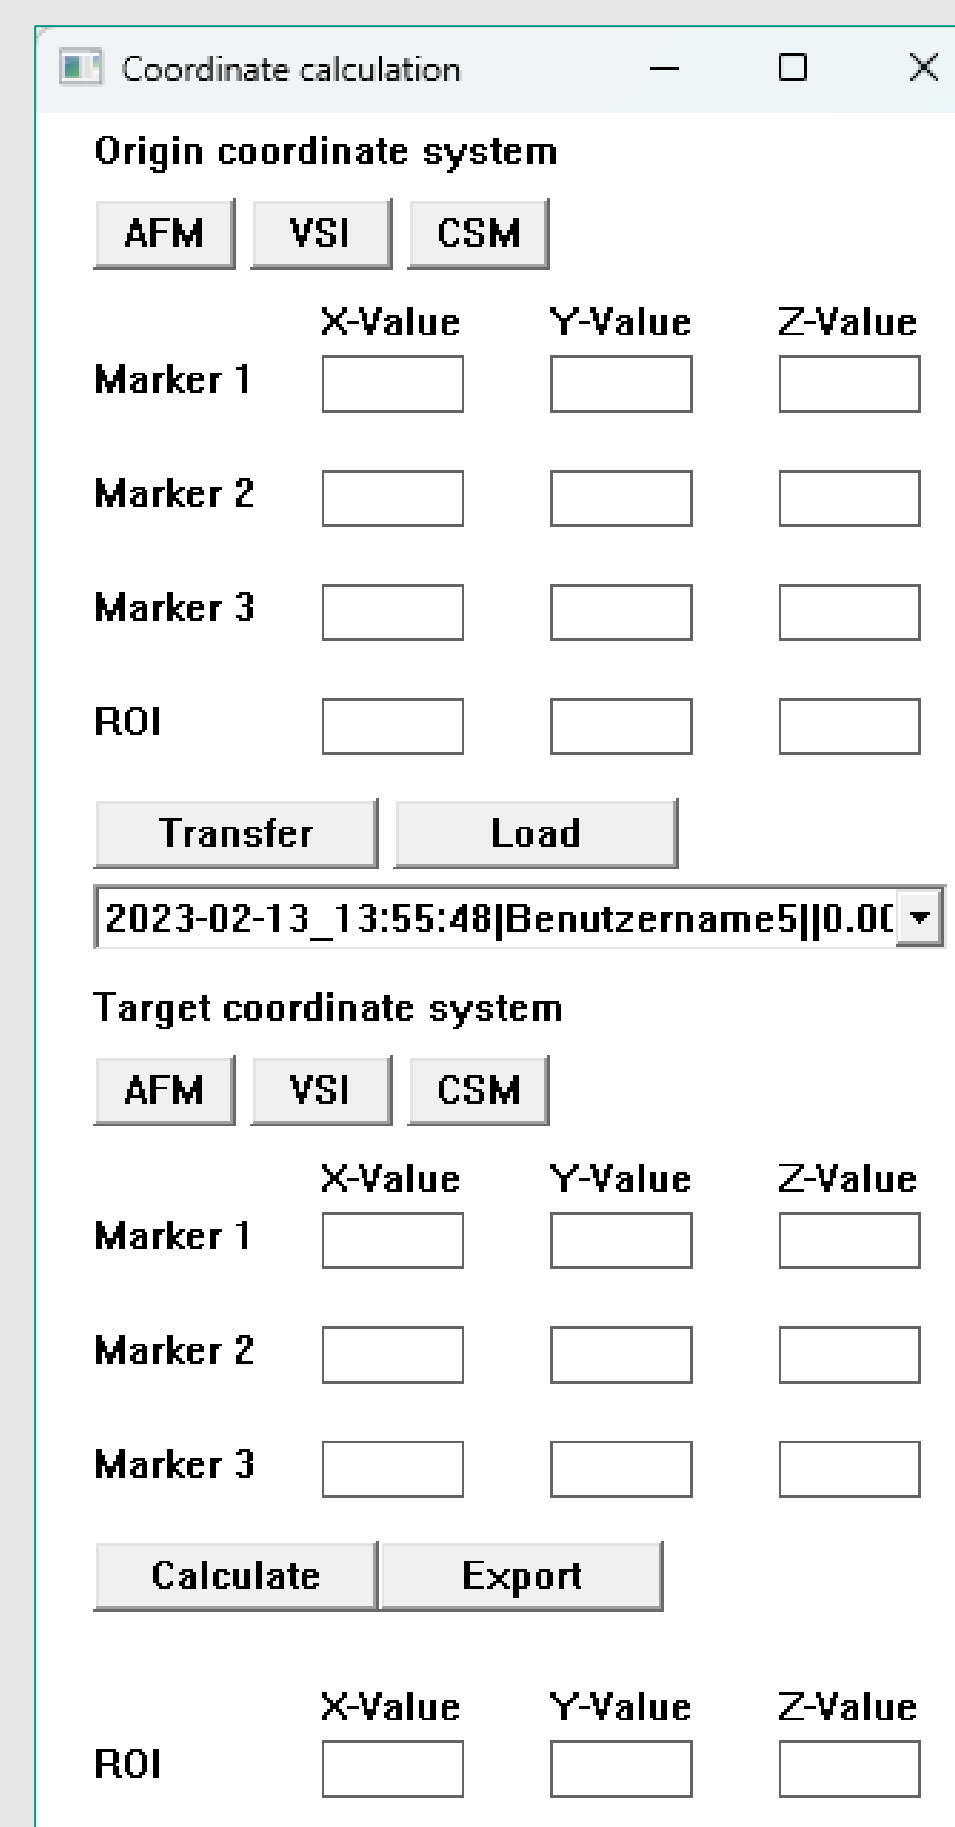 Coordinate calculation
Origin coordinate system
AFM VSI CSM
X-Value Y-Value Z-Value
Marker 1
Marker 2
Marker 3
ROI
Transfer Load
2023-02-13_13:55:48|Benutzername5||0.00
Target coordinate system
AFM VSI CSM
X-Value Y-Value Z-Value
Marker 1
Marker 2
Marker 3
Calculate Export
X-Value Y-Value Z-Value
ROI